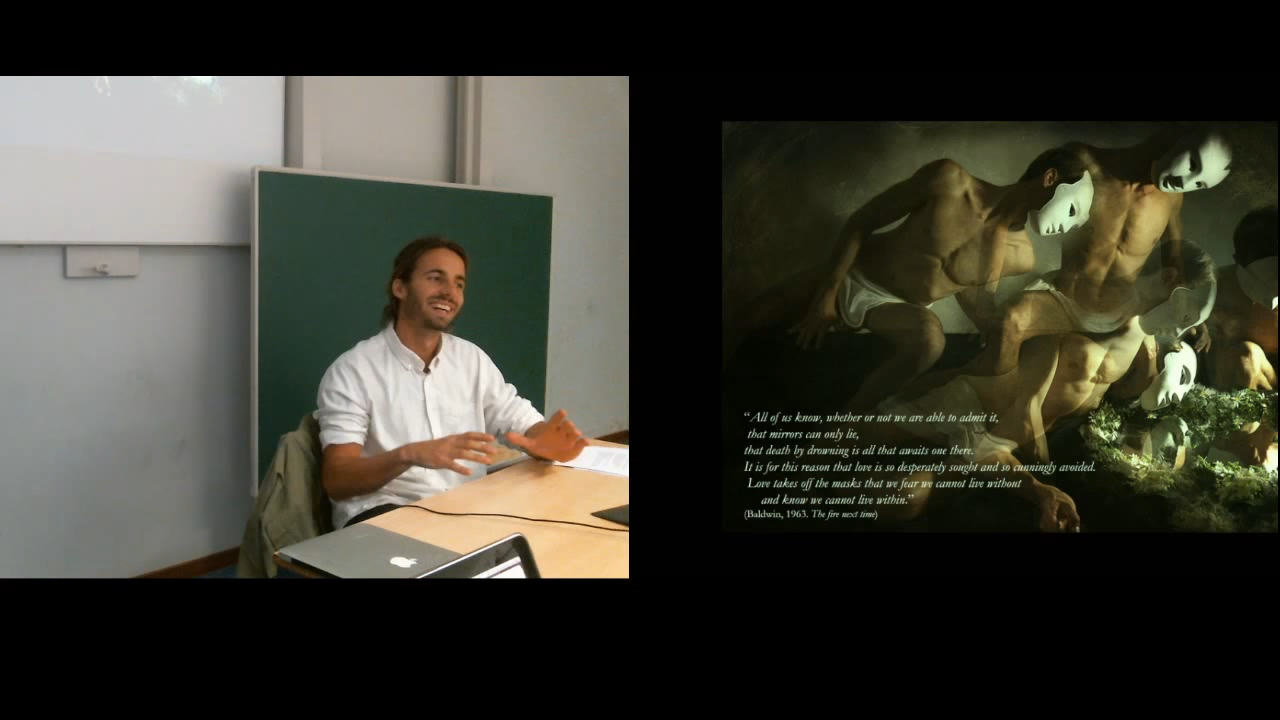 “All of us know, whether or not we are able to admit it,
that mirrors can only lie,
that death by drowning is all that awaits one there.
It is for this reason that love is so desperately sought and so cunningly avoided.
Love takes off the masks that we fear we cannot live without
and know we cannot live within.”
(Baldwin, 1963. The fire next time)